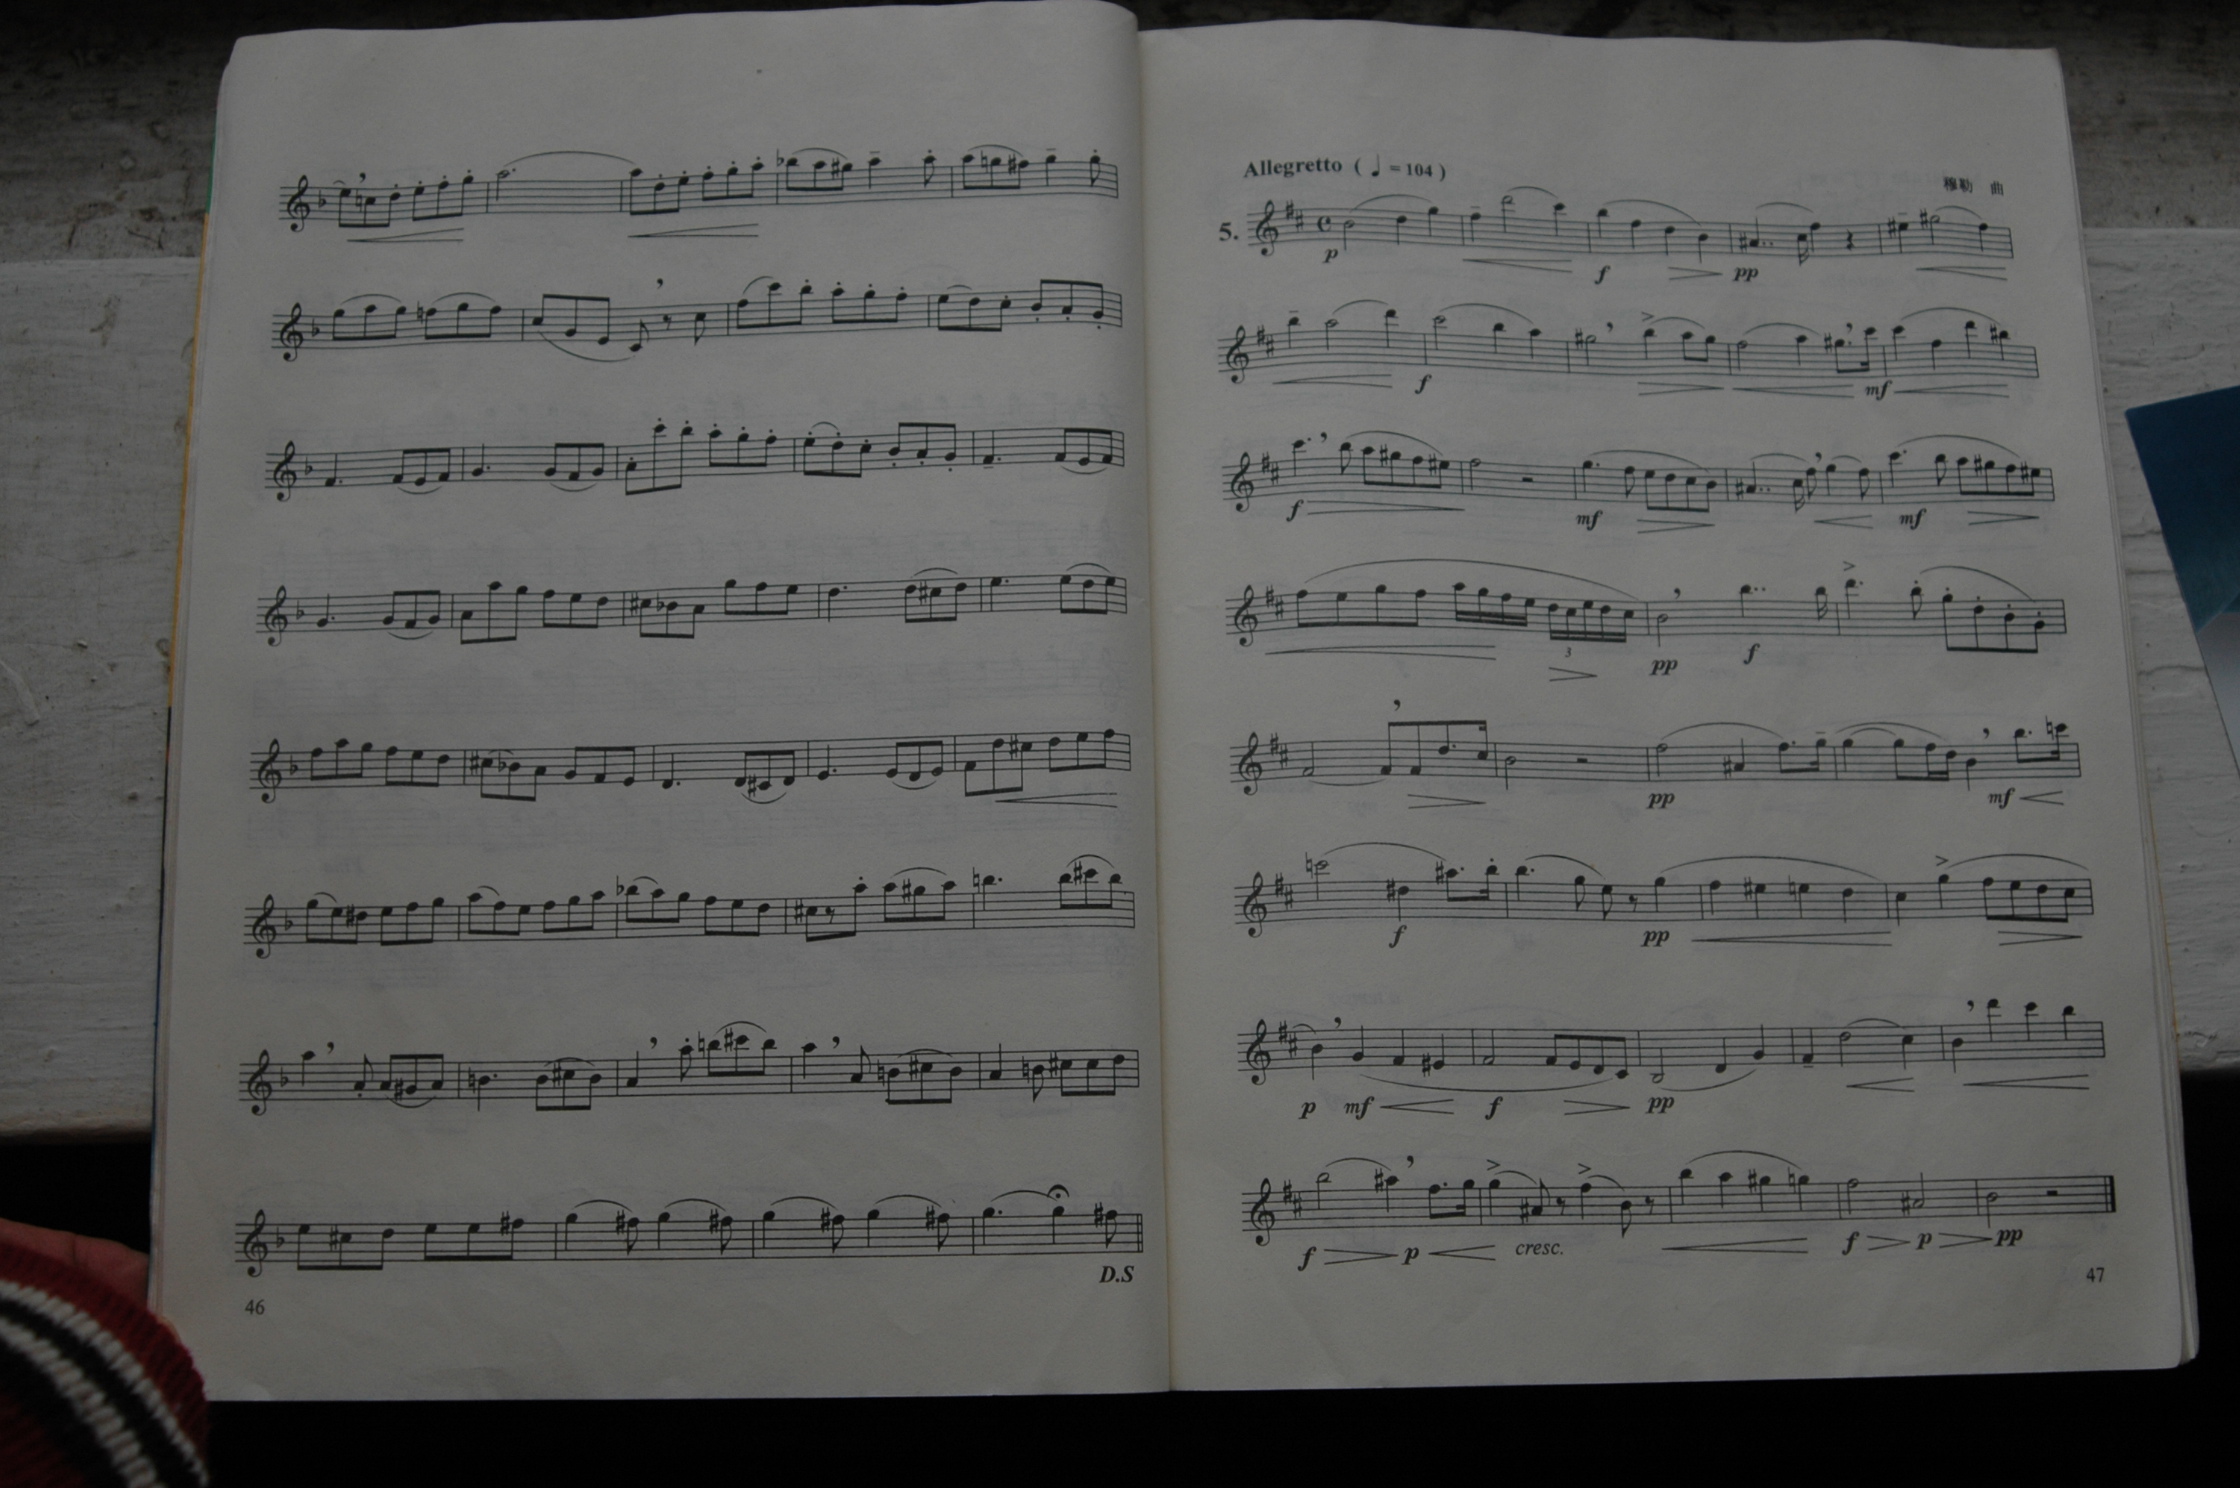 D.S
46
Allegretto ( ♩ = 104 )
穆勒 曲
5.
p f pp
f mf
f mf mf
3
pp f
pp mf
f pp
p mf f pp
f p cresc. f p pp
47